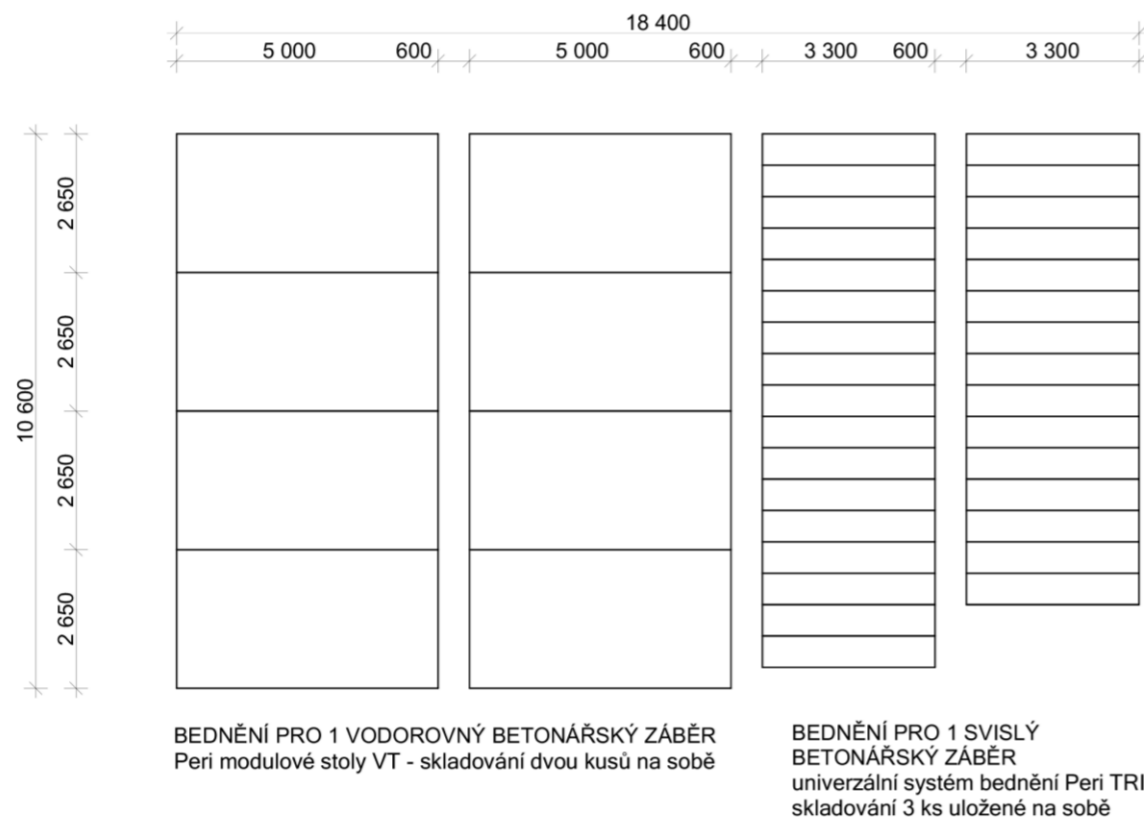 18 400
5 000 600 5 000 600 3 300 600 3 300
10 600
2 650
2 650
2 650
2 650
BEDNĚNÍ PRO 1 VODOROVNÝ BETONÁŘSKÝ ZÁBĚR
Peri modulové stoly VT - skladování dvou kusů na sobě
BEDNĚNÍ PRO 1 SVISLÝ
BETONÁŘSKÝ ZÁBĚR
univerzální systém bednění Peri TRI
skladování 3 ks uložené na sobě